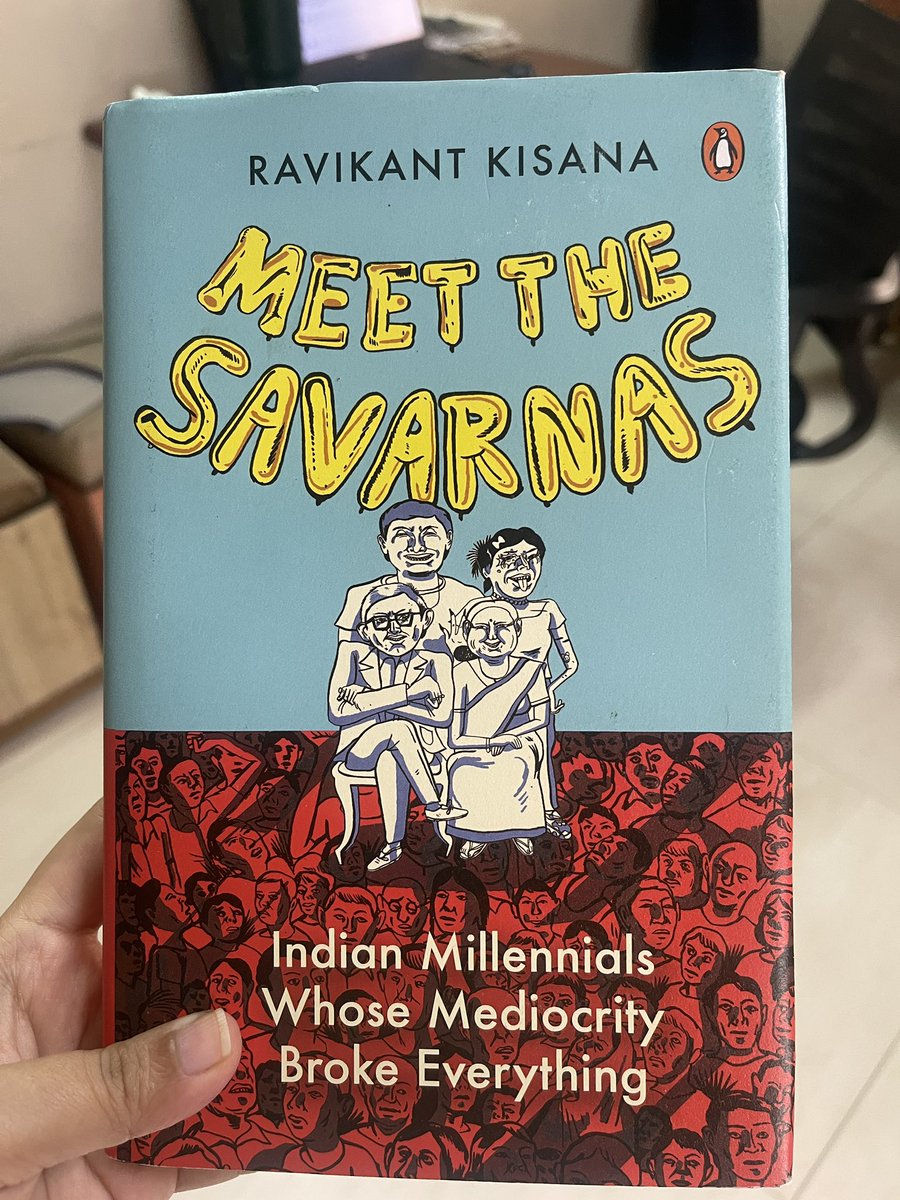 RAVIKANT KISANA
MEET THE
SAVARNAS
Indian Millennials
Whose Mediocrity
Broke Everything